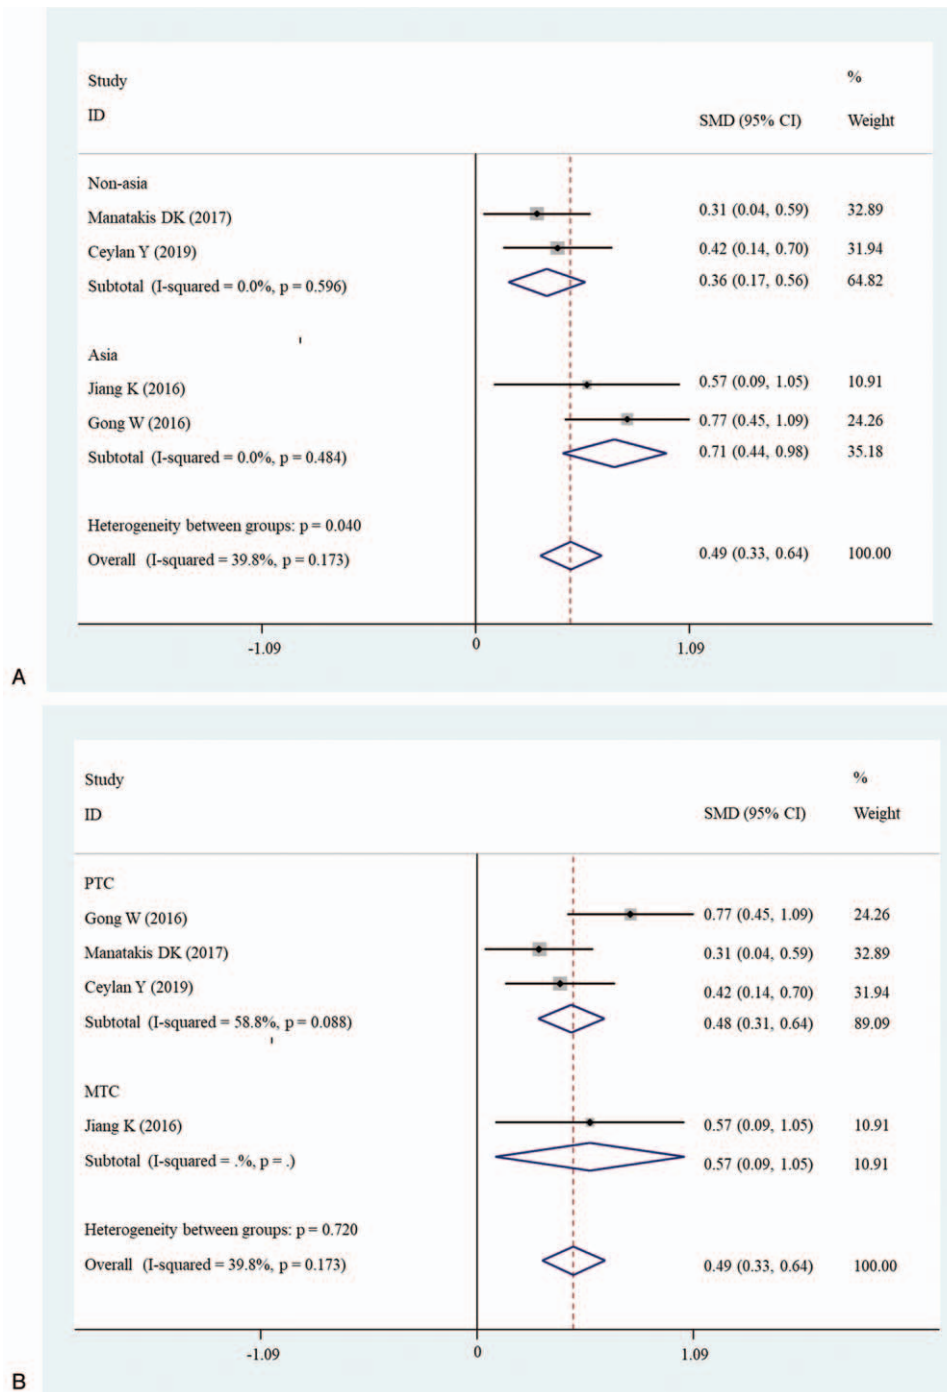 Study %
ID SMD (95% CI) Weight
Non-asia
Manatakis DK (2017) 0.31 (0.04, 0.59) 32.89
Ceylan Y (2019) 0.42 (0.14, 0.70) 31.94
Subtotal (I-squared = 0.0%, p = 0.596) 0.36 (0.17, 0.56) 64.82
Asia
Jiang K (2016) 0.57 (0.09, 1.05) 10.91
Gong W (2016) 0.77 (0.45, 1.09) 24.26
Subtotal (I-squared = 0.0%, p = 0.484) 0.71 (0.44, 0.98) 35.18
Heterogeneity between groups: p = 0.040
Overall (I-squared = 39.8%, p = 0.173) 0.49 (0.33, 0.64) 100.00
-1.09 0 1.09
A
Study %
ID SMD (95% CI) Weight
PTC
Gong W (2016) 0.77 (0.45, 1.09) 24.26
Manatakis DK (2017) 0.31 (0.04, 0.59) 32.89
Ceylan Y (2019) 0.42 (0.14, 0.70) 31.94
Subtotal (I-squared = 58.8%, p = 0.088) 0.48 (0.31, 0.64) 89.09
MTC
Jiang K (2016) 0.57 (0.09, 1.05) 10.91
Subtotal (I-squared = .%, p = .) 0.57 (0.09, 1.05) 10.91
Heterogeneity between groups: p = 0.720
Overall (I-squared = 39.8%, p = 0.173) 0.49 (0.33, 0.64) 100.00
-1.09 0 1.09
B